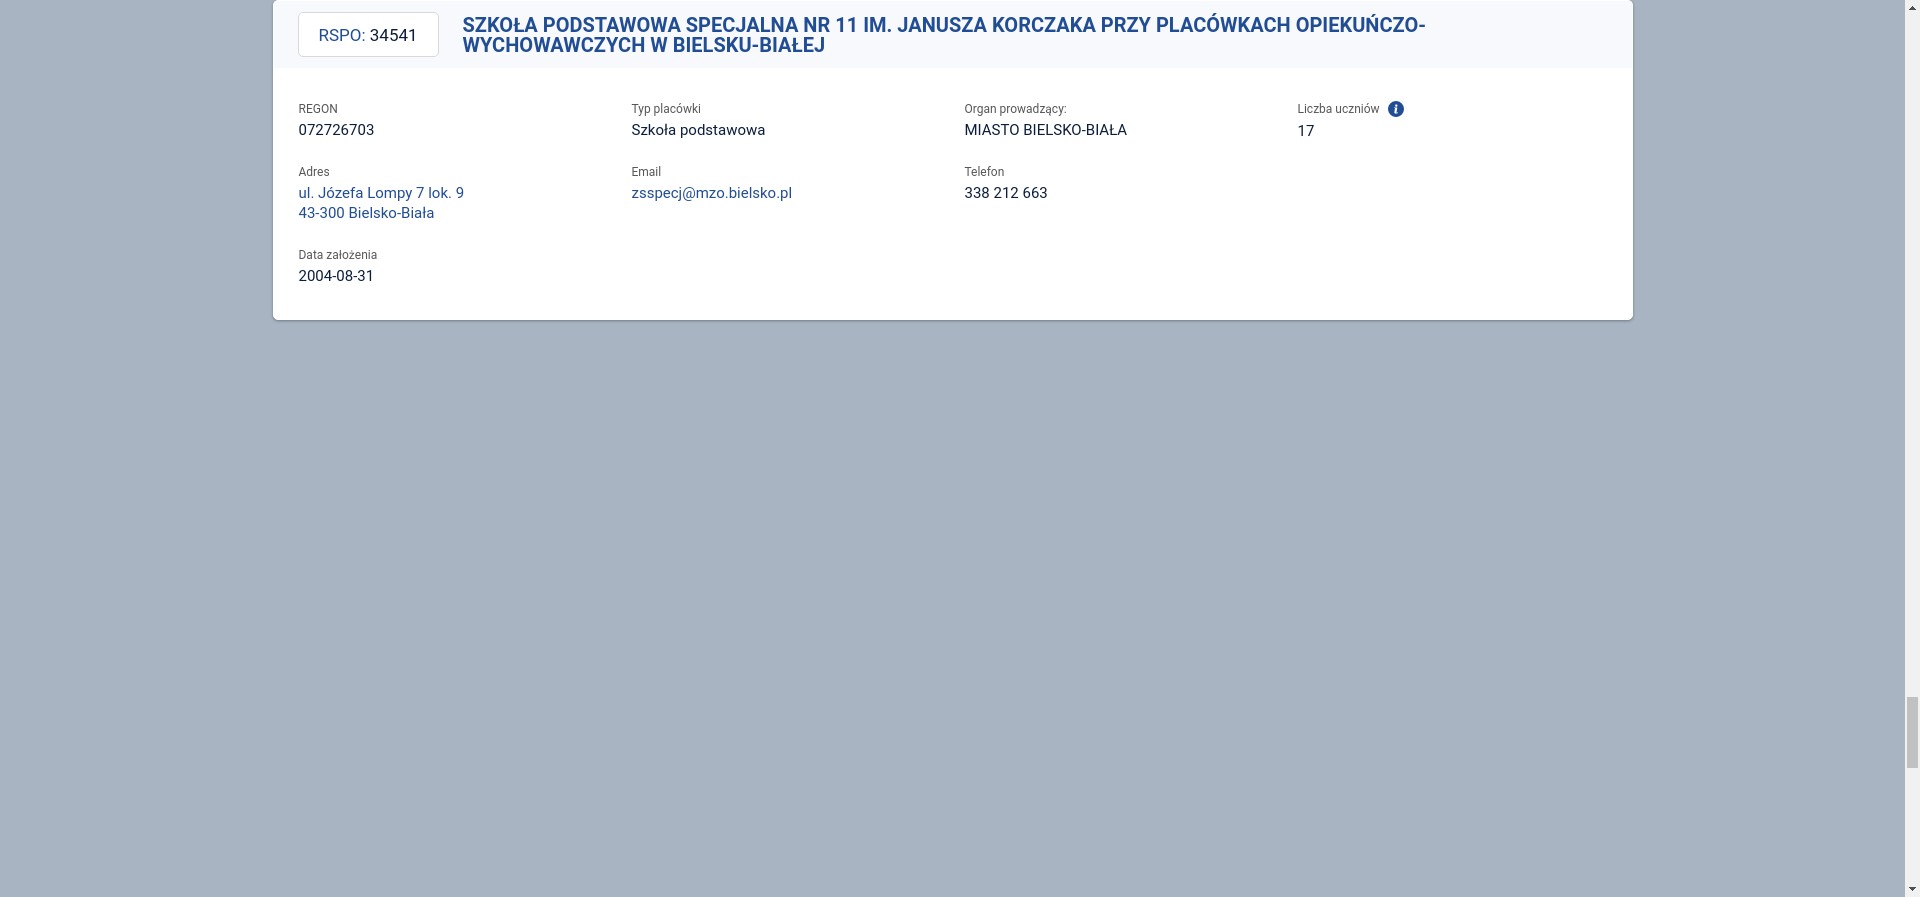 RSPO: 34541
SZKOŁA PODSTAWOWA SPECJALNA NR 11 IM. JANUSZA KORCZAKA PRZY PLACÓWKACH OPIEKUŃCZO-
WYCHOWAWCZYCH W BIELSKU-BIAŁEJ
REGON
072726703
Typ placówki
Szkoła podstawowa
Organ prowadzący:
MIASTO BIELSKO-BIAŁA
Liczba uczniów
17
Adres
ul. Józefa Lompy 7 lok. 9
43-300 Bielsko-Biała
Email
zsspecj@mzo.bielsko.pl
Telefon
338 212 663
Data założenia
2004-08-31